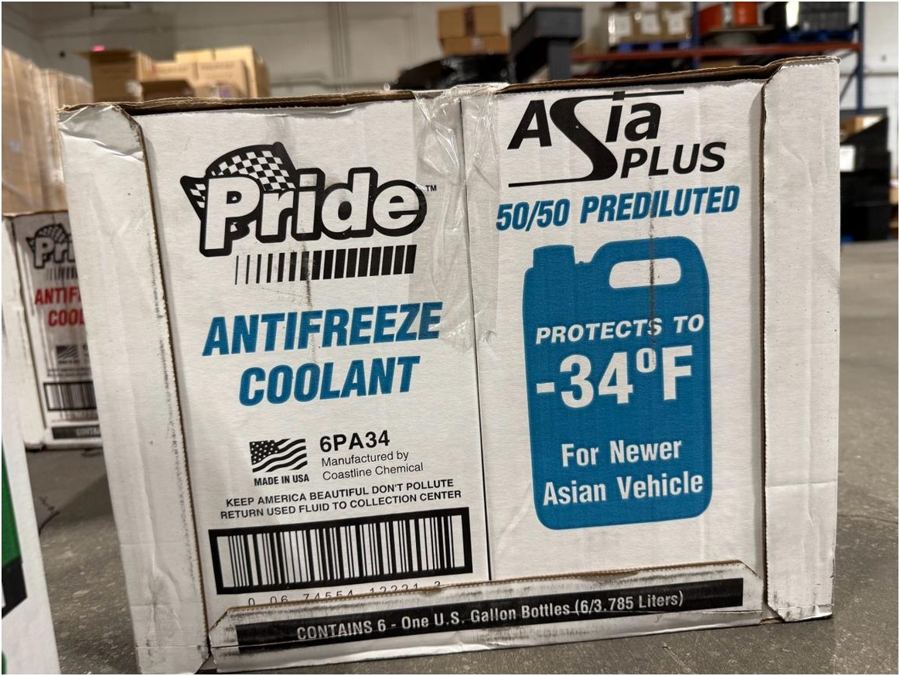 Pride™
ANTIFREEZE
COOLANT
6PA34
Manufactured by
Coastline Chemical
MADE IN USA
KEEP AMERICA BEAUTIFUL DON'T POLLUTE
RETURN USED FLUID TO COLLECTION CENTER
ASia
PLUS
50/50 PREDILUTED
PROTECTS TO
-34ºF
For Newer
Asian Vehicle
CONTAINS 6 - One U.S. Gallon Bottles (6/3.785 Liters)